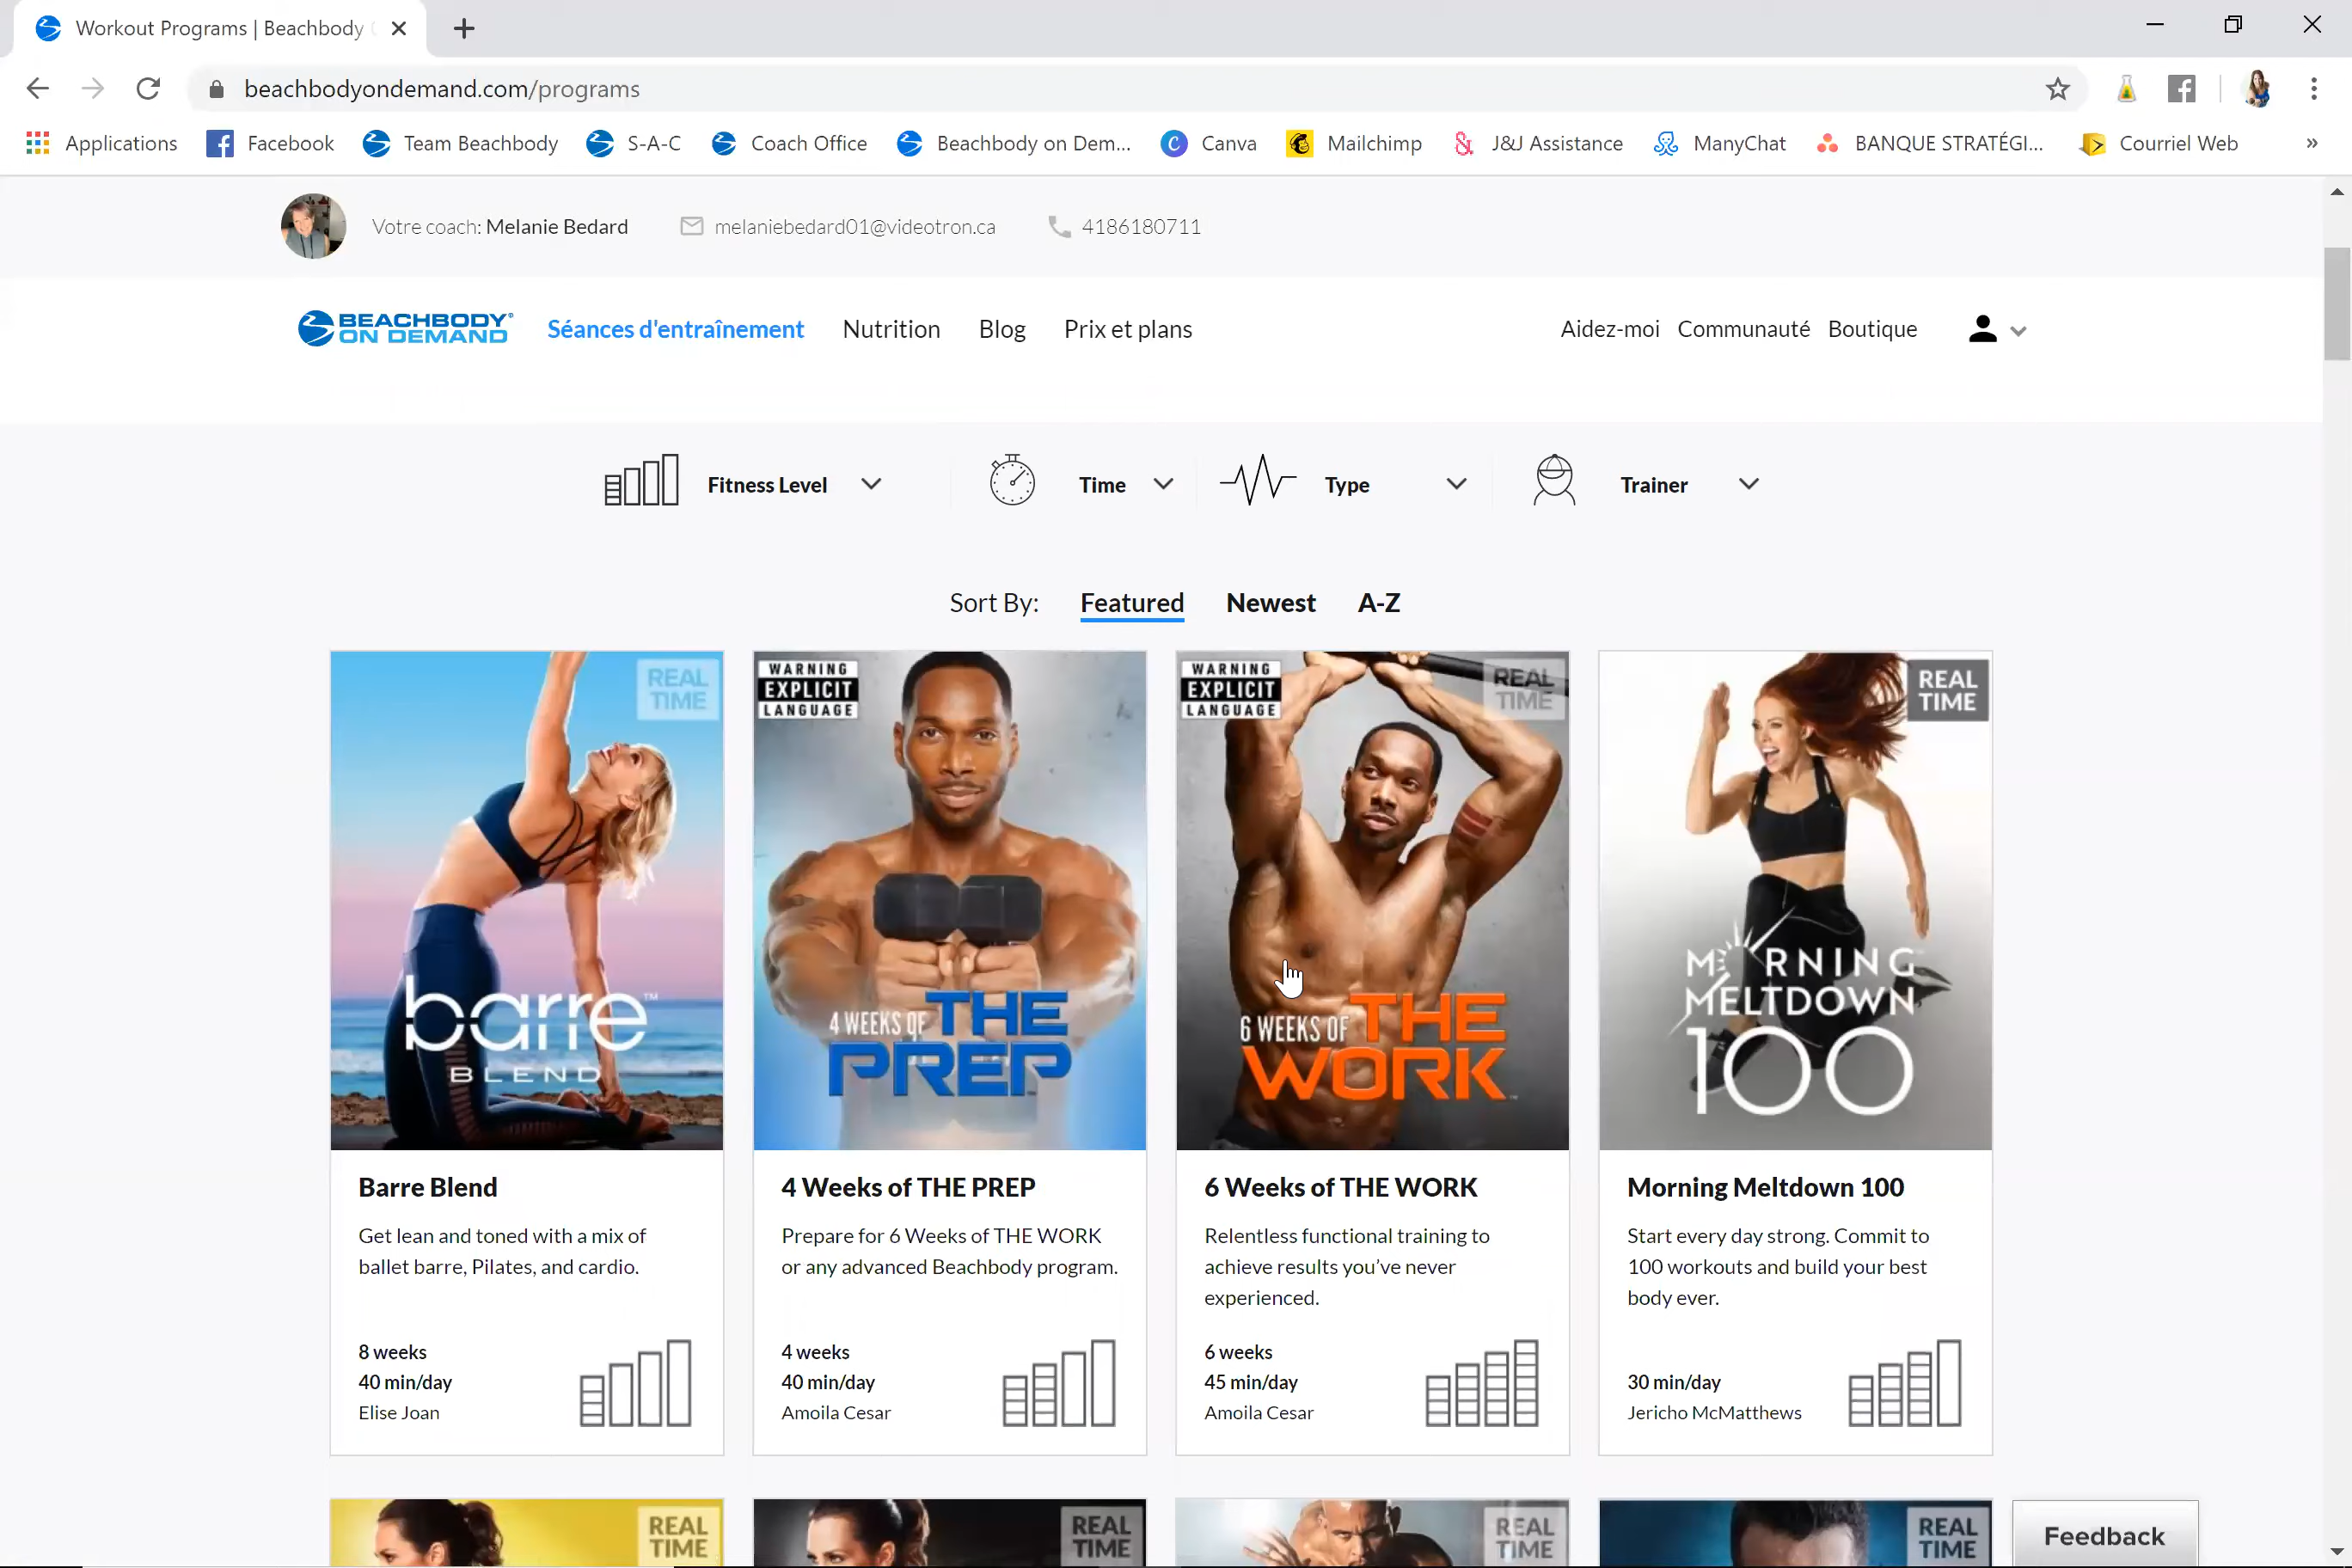 Workout Programs | Beachbody
beachbodyondemand.com/programs
Applications Facebook Team Beachbody S-A-C Coach Office Beachbody on Dem... Canva Mailchimp J&J Assistance ManyChat BANQUE STRATÉGI... Courriel Web »
Votre coach: Melanie Bedard melaniebedard01@videotron.ca 4186180711
BEACHBODY ON DEMAND Séances d'entraînement Nutrition Blog Prix et plans Aidez-moi Communauté Boutique
Fitness Level Time Type Trainer
Sort By: Featured Newest A-Z
REAL TIME
barre™
BLEND
WARNING
EXPLICIT
LANGUAGE
4 WEEKS OF THE
PREP
WARNING
EXPLICIT
LANGUAGE
REAL TIME
6 WEEKS OF THE
WORK
REAL TIME
MORNING
MELTDOWN
100
Barre Blend
Get lean and toned with a mix of
ballet barre, Pilates, and cardio.
8 weeks
40 min/day
Elise Joan
4 Weeks of THE PREP
Prepare for 6 Weeks of THE WORK
or any advanced Beachbody program.
4 weeks
40 min/day
Amoila Cesar
6 Weeks of THE WORK
Relentless functional training to
achieve results you've never
experienced.
6 weeks
45 min/day
Amoila Cesar
Morning Meltdown 100
Start every day strong. Commit to
100 workouts and build your best
body ever.
30 min/day
Jericho McMatthews
REAL TIME
REAL TIME
REAL TIME
REAL TIME
Feedback